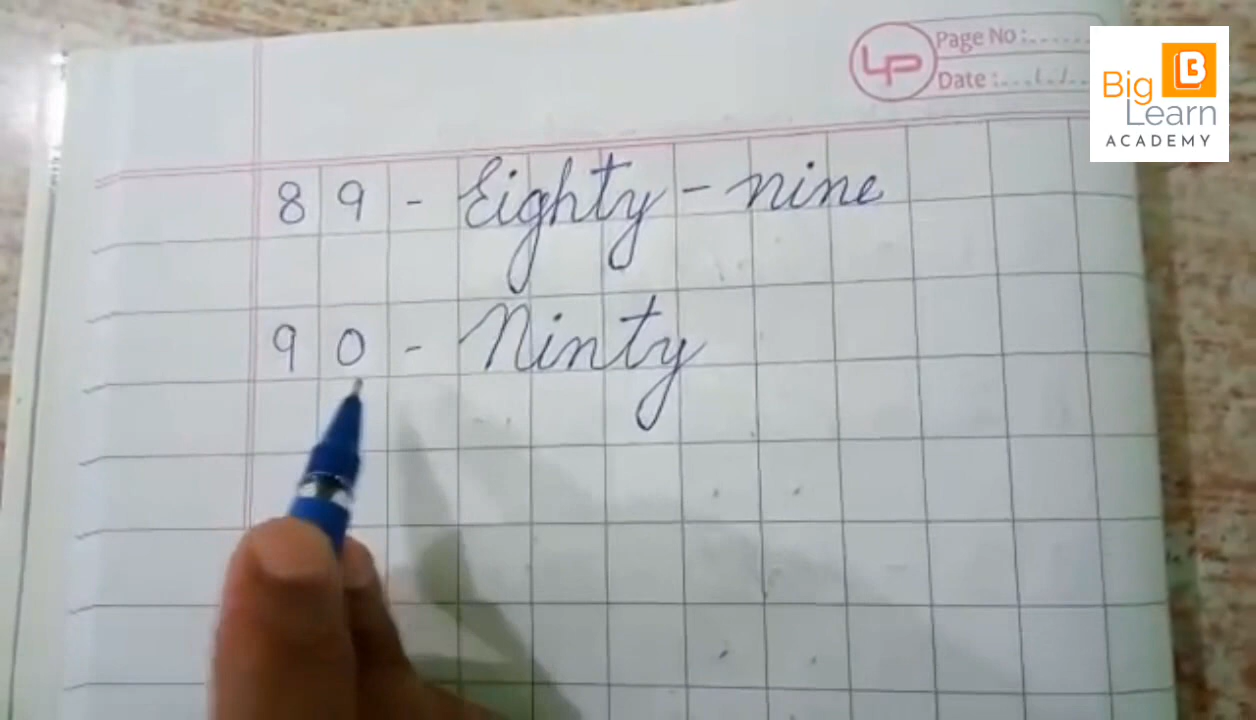 Page No :......
Date :..../../...
Big
Learn
ACADEMY
89 - Eighty - nine
90 - Ninty